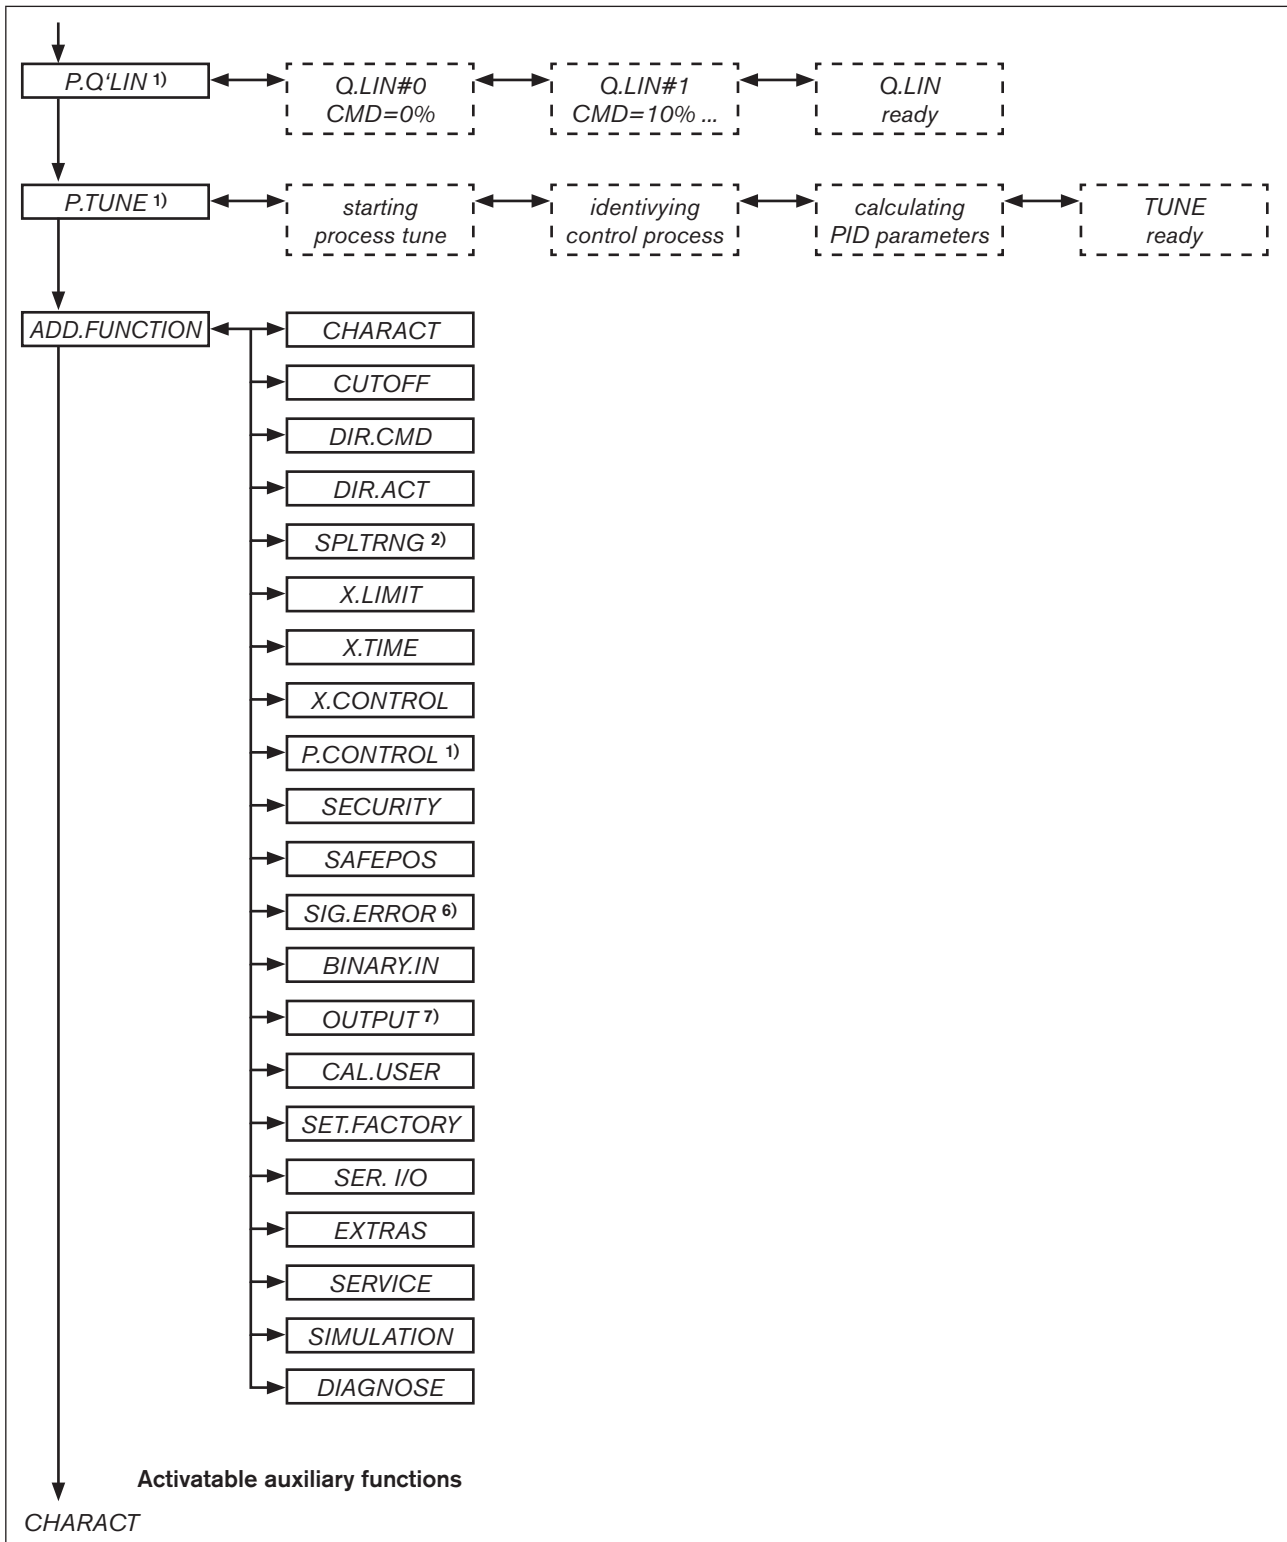 P.Q'LIN 1)
Q.LIN#0
CMD=0%
Q.LIN#1
CMD=10% ...
Q.LIN
ready
P.TUNE 1)
starting
process tune
identivying
control process
calculating
PID parameters
TUNE
ready
ADD.FUNCTION
CHARACT
CUTOFF
DIR.CMD
DIR.ACT
SPLTRNG 2)
X.LIMIT
X.TIME
X.CONTROL
P.CONTROL 1)
SECURITY
SAFEPOS
SIG.ERROR 6)
BINARY.IN
OUTPUT 7)
CAL.USER
SET.FACTORY
SER. I/O
EXTRAS
SERVICE
SIMULATION
DIAGNOSE
Activatable auxiliary functions
CHARACT